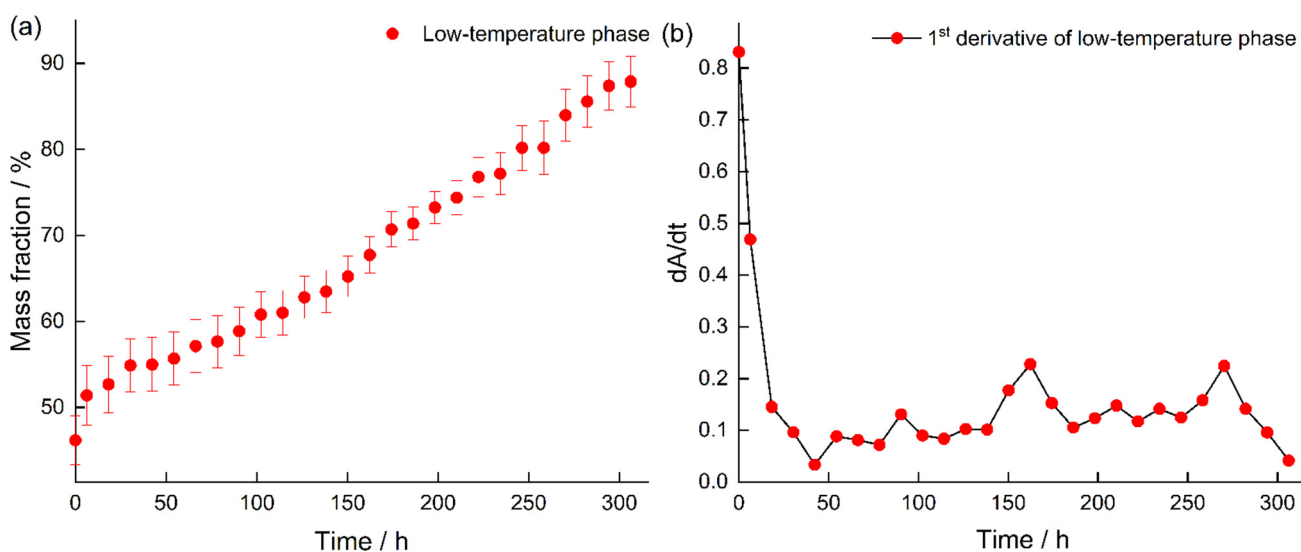 (a)
Low-temperature phase
90
80
70
60
50
Mass fraction / %
0 50 100 150 200 250 300
Time / h
(b)
1st derivative of low-temperature phase
0.8
0.7
0.6
0.5
0.4
0.3
0.2
0.1
0.0
dA/dt
0 50 100 150 200 250 300
Time / h